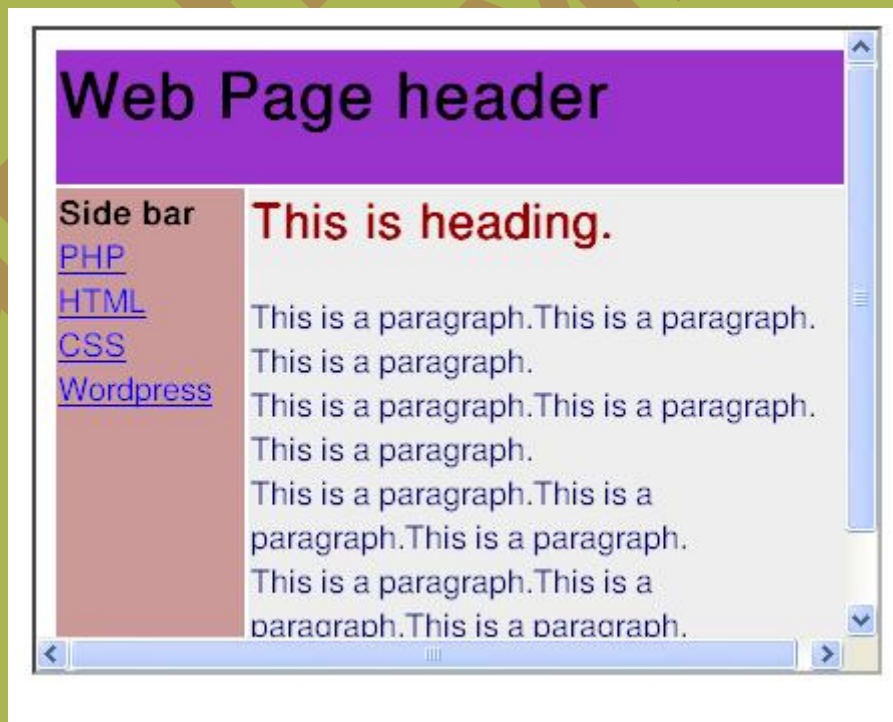 Web Page header
Side bar
PHP
HTML
CSS
Wordpress
This is heading.
This is a paragraph.This is a paragraph.
This is a paragraph.
This is a paragraph.This is a paragraph.
This is a paragraph.
This is a paragraph.This is a
paragraph.This is a paragraph.
This is a paragraph.This is a
paragraph.This is a paragraph.